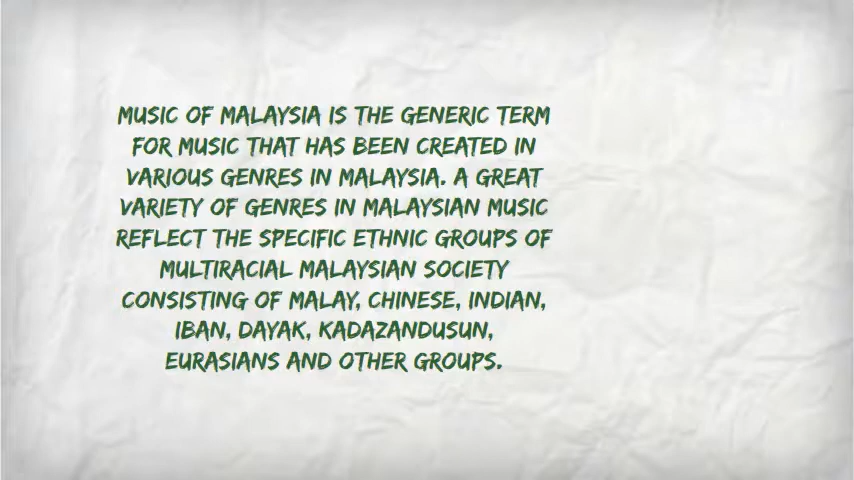 MUSIC OF MALAYSIA IS THE GENERIC TERM
FOR MUSIC THAT HAS BEEN CREATED IN
VARIOUS GENRES IN MALAYSIA. A GREAT
VARIETY OF GENRES IN MALAYSIAN MUSIC
REFLECT THE SPECIFIC ETHNIC GROUPS OF
MULTIRACIAL MALAYSIAN SOCIETY
CONSISTING OF MALAY, CHINESE, INDIAN,
IBAN, DAYAK, KADAZANDUSUN,
EURASIANS AND OTHER GROUPS.